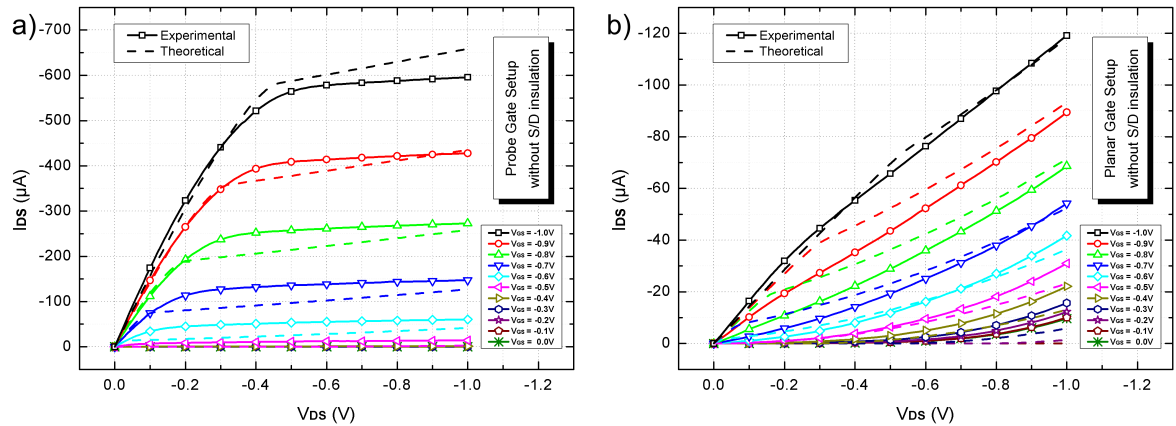 a)
-700
-600
-500
-400
-300
-200
-100
0
IDS (µA)
0.0 -0.2 -0.4 -0.6 -0.8 -1.0 -1.2
VDS (V)
Experimental
Theoretical
Probe Gate Setup
without S/D insulation
VGS = -1.0V
VGS = -0.9V
VGS = -0.8V
VGS = -0.7V
VGS = -0.6V
VGS = -0.5V
VGS = -0.4V
VGS = -0.3V
VGS = -0.2V
VGS = -0.1V
VGS = 0.0V
b)
-120
-100
-80
-60
-40
-20
0
IDS (µA)
0.0 -0.2 -0.4 -0.6 -0.8 -1.0 -1.2
VDS (V)
Experimental
Theoretical
Planar Gate Setup
without S/D insulation
VGS = -1.0V
VGS = -0.9V
VGS = -0.8V
VGS = -0.7V
VGS = -0.6V
VGS = -0.5V
VGS = -0.4V
VGS = -0.3V
VGS = -0.2V
VGS = -0.1V
VGS = 0.0V